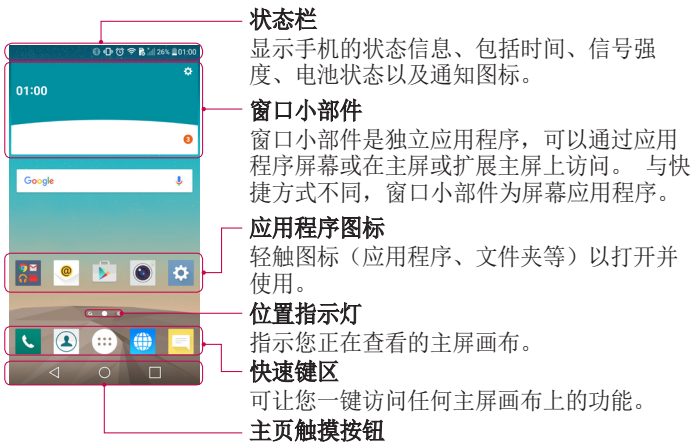 状态栏
显示手机的状态信息、包括时间、信号强
度、电池状态以及通知图标。
窗口小部件
窗口小部件是独立应用程序，可以通过应用
程序屏幕或在主屏或扩展主屏上访问。 与快
捷方式不同，窗口小部件为屏幕应用程序。
应用程序图标
轻触图标（应用程序、文件夹等）以打开并
使用。
位置指示灯
指示您正在查看的主屏画布。
快速键区
可让您一键访问任何主屏画布上的功能。
主页触摸按钮
26% 01:00
01:00
3
Google
@